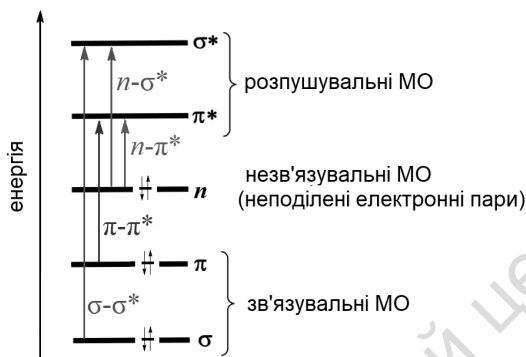 енергія
σ*
n-σ*
розпушувальні МО
π*
n-π*
незв'язувальні МО
n
(неподілені електронні пари)
π-π*
π
зв'язувальні МО
σ-σ*
σ